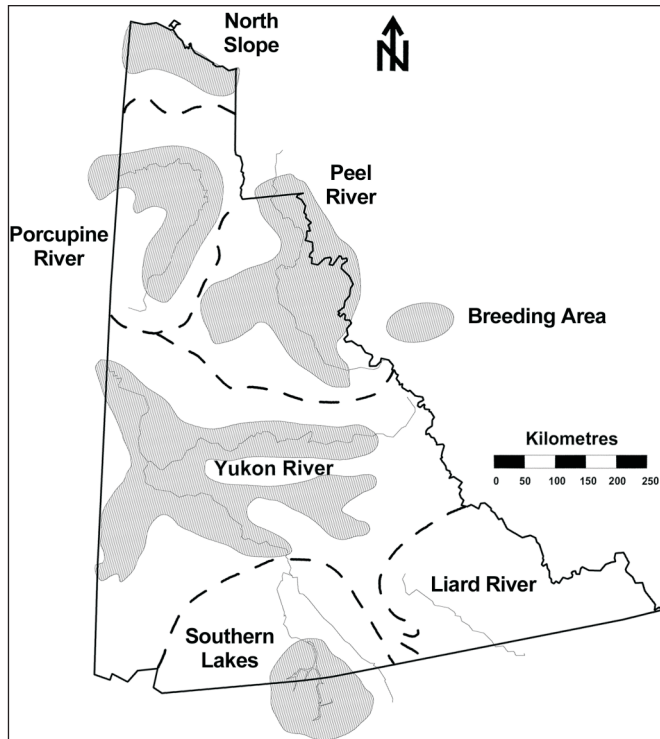 North
Slope
N
Peel
River
Porcupine
River
Breeding Area
Kilometres
0 50 100 150 200 250
Yukon River
Liard River
Southern
Lakes